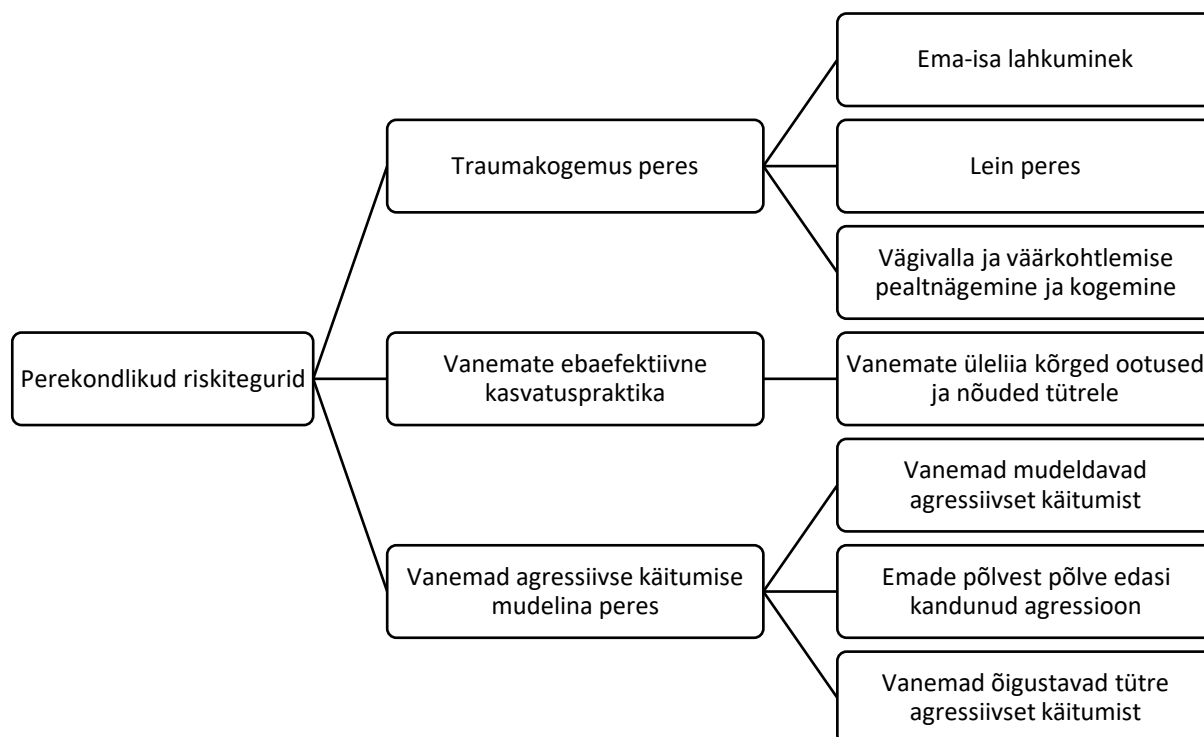 Perekondlikud riskitegurid
Traumakogemus peres
Ema-isa lahkuminek
Lein peres
Vägivalla ja väärkohtlemise
pealtnägemine ja kogemine
Vanemate ebaefektiivne
kasvatuspraktika
Vanemate üleliia kõrged ootused
ja nõuded tütrele
Vanemad agressiivse käitumise
mudelina peres
Vanemad mudeldavad
agressiivset käitumist
Emade põlvest põlve edasi
kandunud agressioon
Vanemad õigustavad tütre
agressiivset käitumist